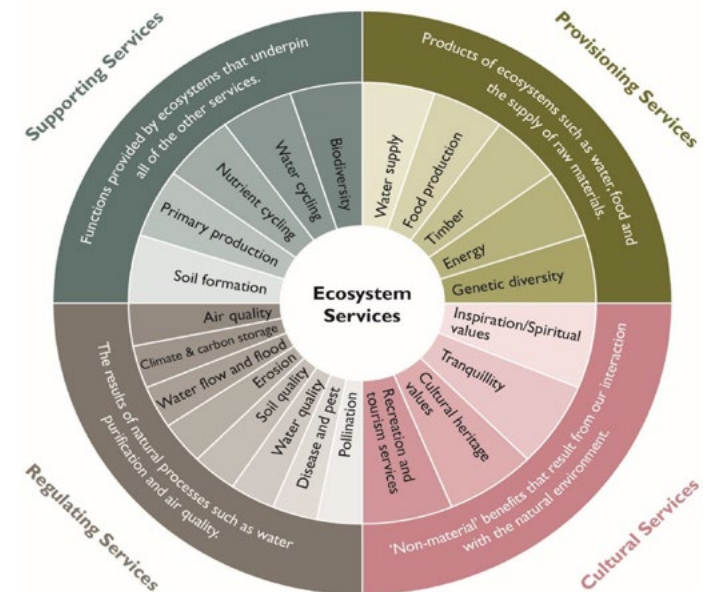 Supporting Services
Functions provided by ecosystems that underpin
all of the other services.
Biodiversity
Water cycling
Nutrient cycling
Primary production
Soil formation
Provisioning Services
Products of ecosystems such as water, food and
the supply of raw materials.
Water supply
Food production
Timber
Energy
Genetic diversity
Ecosystem
Services
Regulating Services
The results of natural processes such as water
purification and air quality.
Air quality
Climate & carbon storage
Water flow and flood
Erosion
Soil quality
Water quality
Disease and pest
Pollination
Cultural Services
'Non-material' benefits that result from our interaction
with the natural environment.
Inspiration/Spiritual
values
Tranquillity
Cultural heritage
values
Recreation and
tourism services